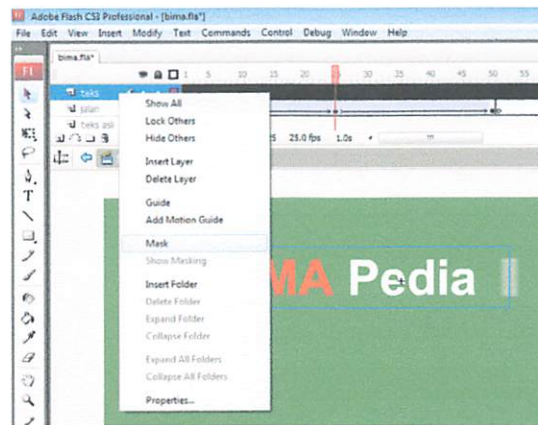 Adobe Flash CS3 Professional - [bima.fla*]
File Edit View Insert Modify Text Commands Control Debug Window Help
bima.fla*
1 5 10 15 20 25 30 35 40 45 50 55
teks
jalan
teks asli
25.0 fps 1.0s
Show All
Lock Others
Hide Others
Insert Layer
Delete Layer
Guide
Add Motion Guide
Mask
Show Masking
Insert Folder
Delete Folder
Expand Folder
Collapse Folder
Expand All Folders
Collapse All Folders
Properties...
MA Pedia